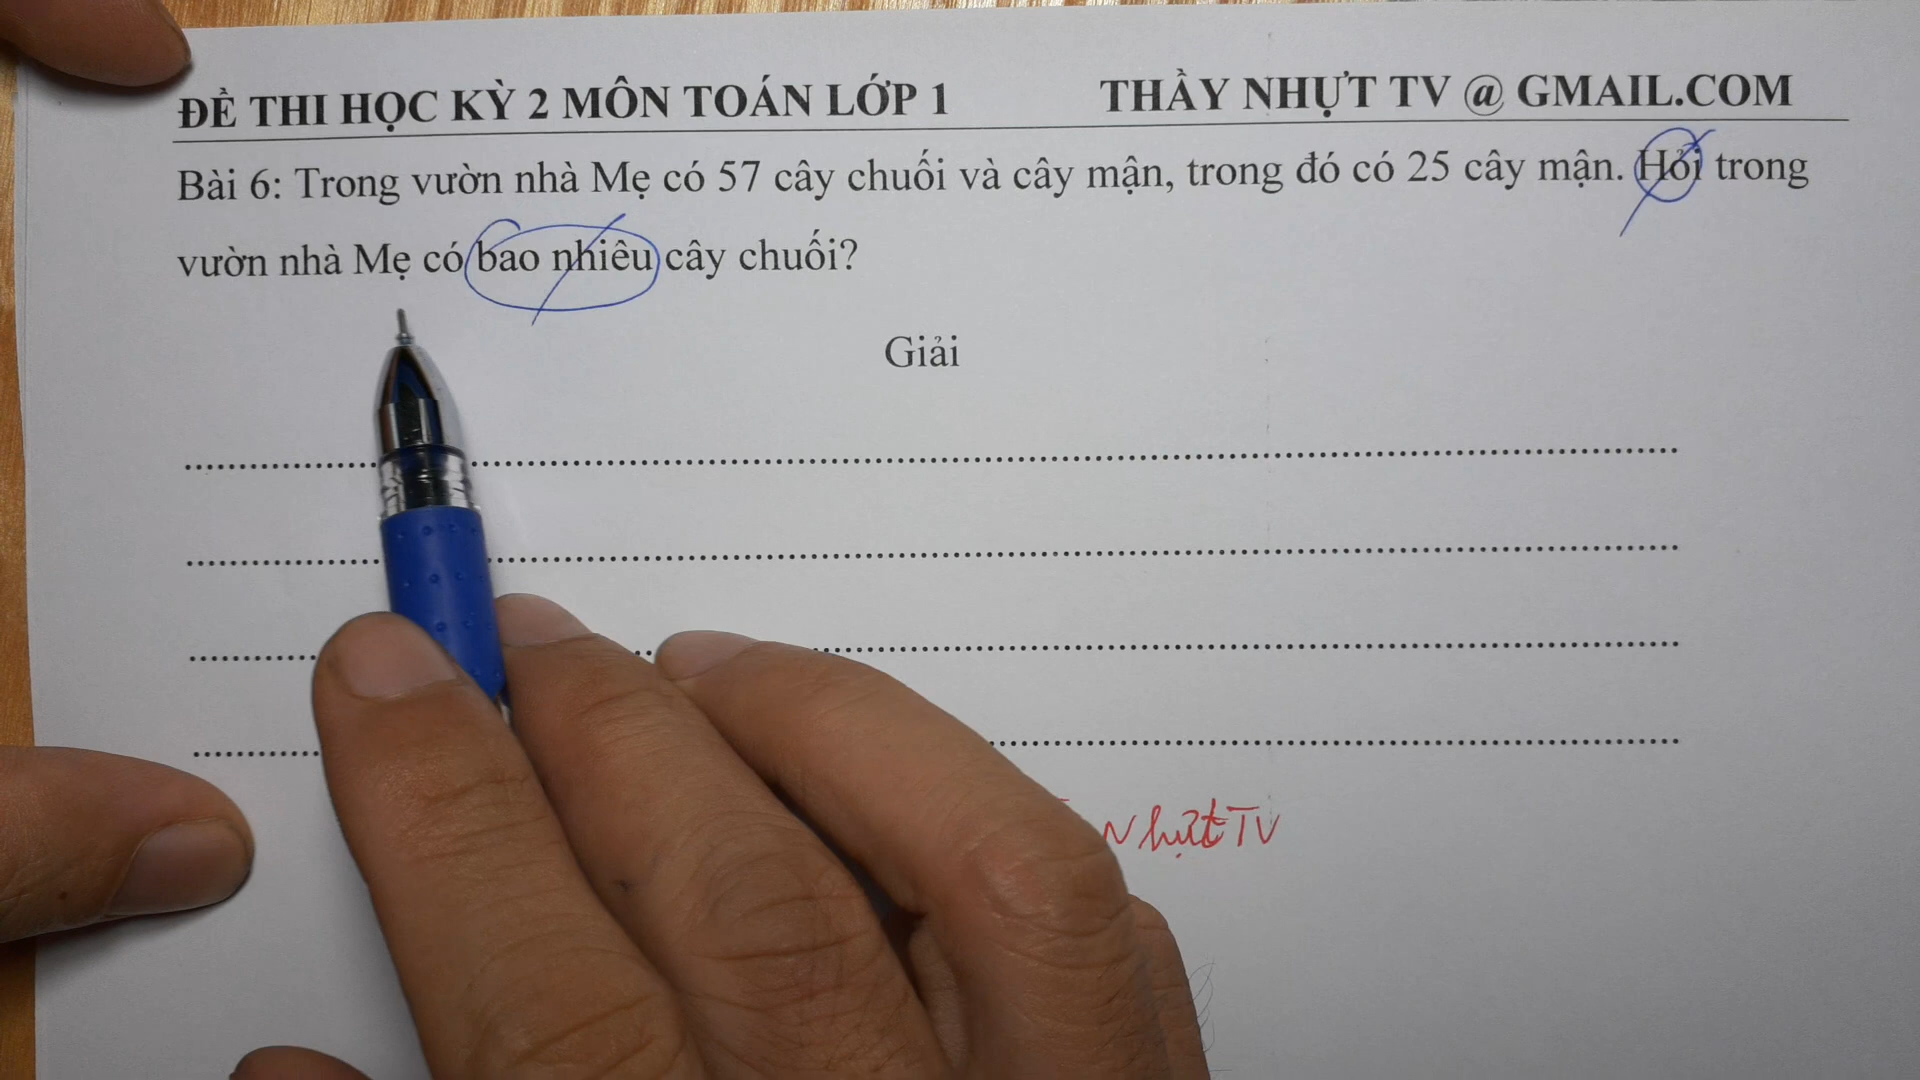 ĐỀ THI HỌC KỲ 2 MÔN TOÁN LỚP 1 THẦY NHỰT TV @ GMAIL.COM
Bài 6: Trong vườn nhà Mẹ có 57 cây chuối và cây mận, trong đó có 25 cây mận. Hỏi trong
vườn nhà Mẹ có bao nhiêu cây chuối?
Giải
Nhựt TV